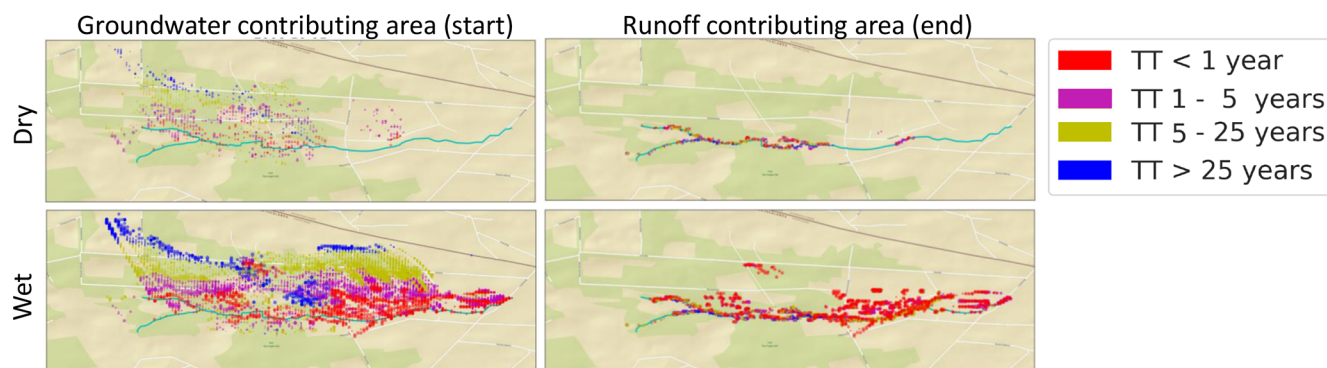 Groundwater contributing area (start)
Runoff contributing area (end)
Dry
Wet
TT < 1 year
TT 1 - 5 years
TT 5 - 25 years
TT > 25 years